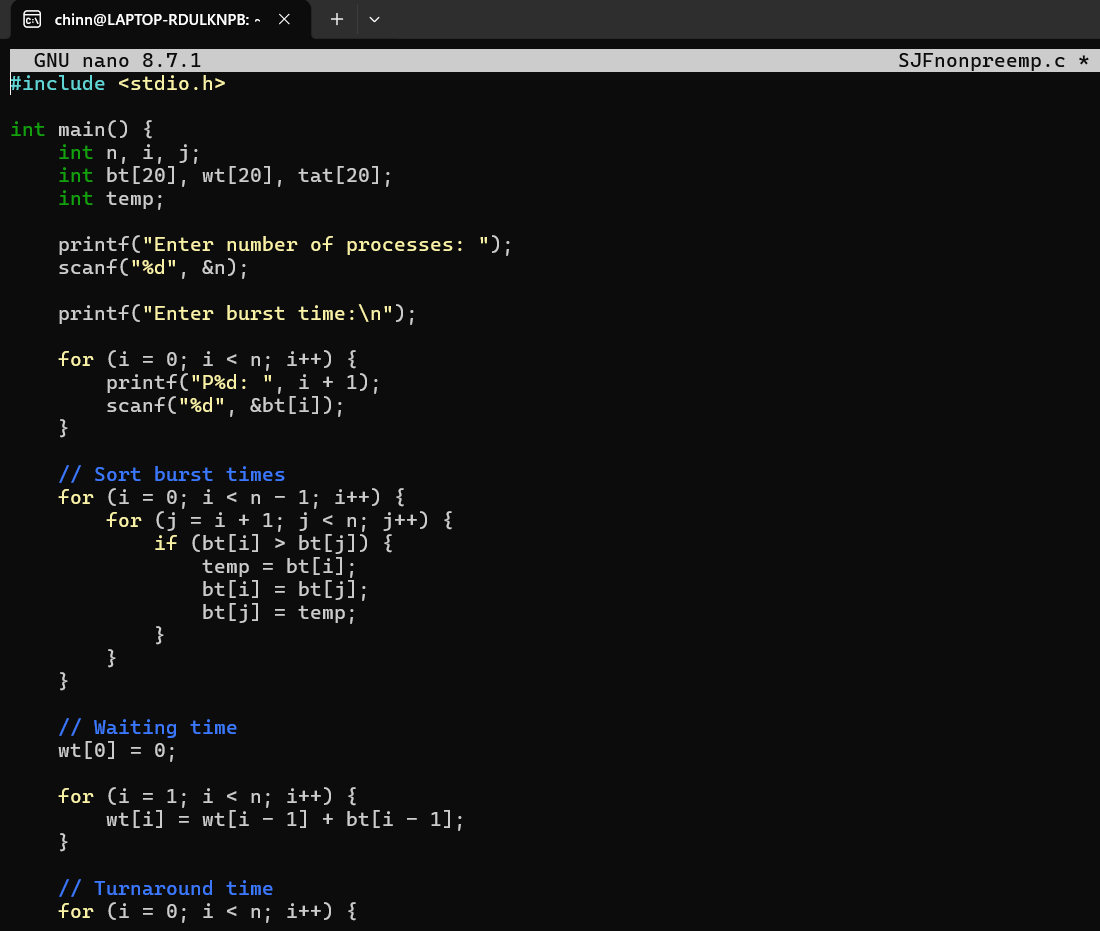 chinn@LAPTOP-RDULKNPB: ~
GNU nano 8.7.1 SJFnonpreemp.c *
#include <stdio.h>
int main() {
    int n, i, j;
    int bt[20], wt[20], tat[20];
    int temp;
    printf("Enter number of processes: ");
    scanf("%d", &n);
    printf("Enter burst time:\n");
    for (i = 0; i < n; i++) {
        printf("P%d: ", i + 1);
        scanf("%d", &bt[i]);
    }
    // Sort burst times
    for (i = 0; i < n - 1; i++) {
        for (j = i + 1; j < n; j++) {
            if (bt[i] > bt[j]) {
                temp = bt[i];
                bt[i] = bt[j];
                bt[j] = temp;
            }
        }
    }
    // Waiting time
    wt[0] = 0;
    for (i = 1; i < n; i++) {
        wt[i] = wt[i - 1] + bt[i - 1];
    }
    // Turnaround time
    for (i = 0; i < n; i++) {